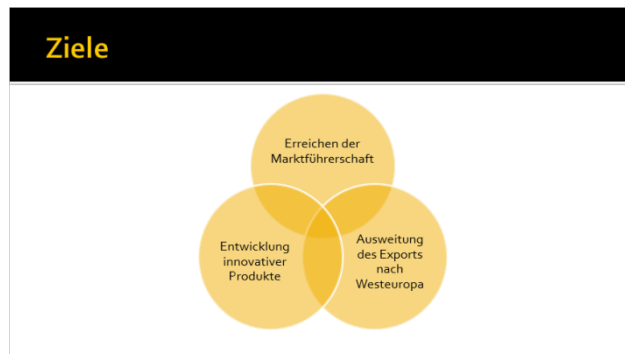 Ziele
Erreichen der
Marktführerschaft
Entwicklung
innovativer
Produkte
Ausweitung
des Exports
nach
Westeuropa